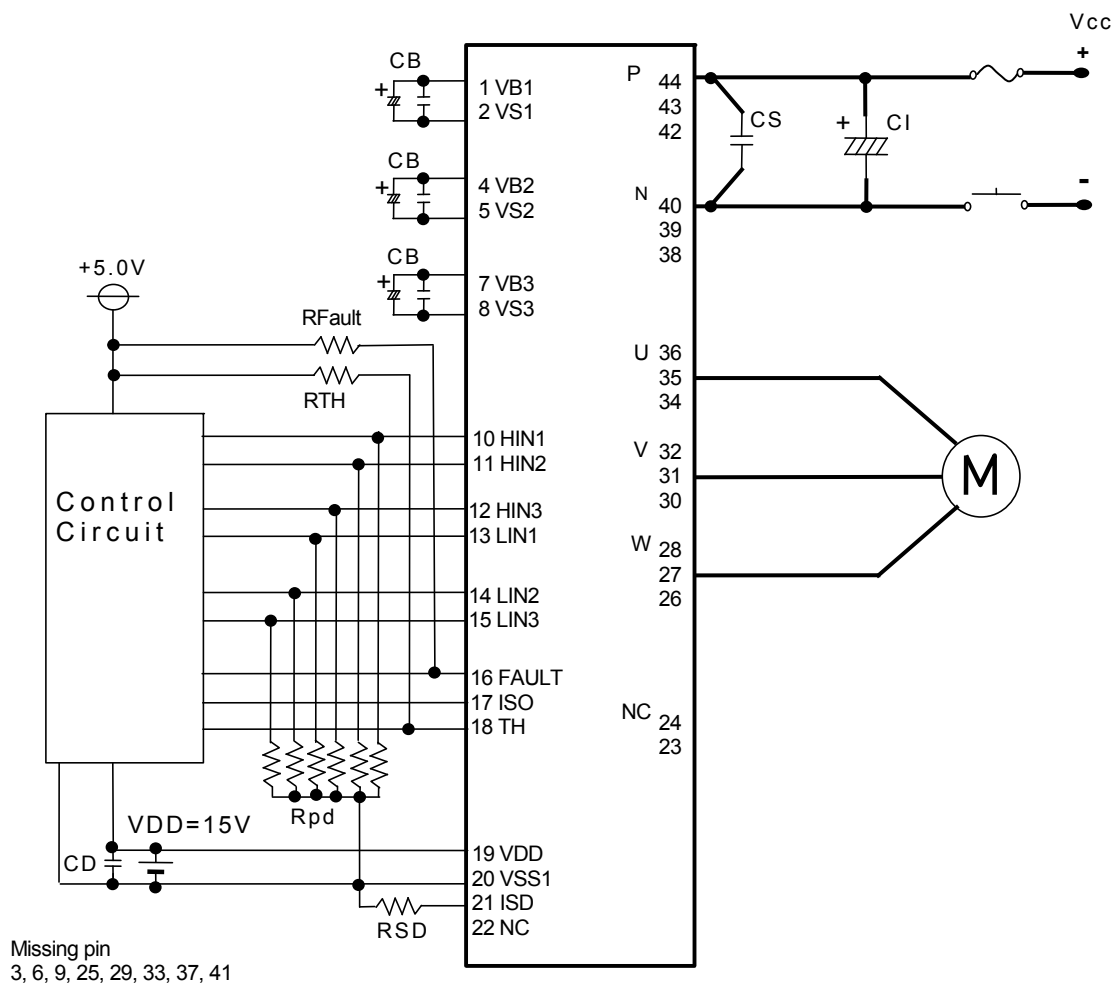 Vcc
+
CB
+
1 VB1
2 VS1
CB
+
4 VB2
5 VS2
CB
+
7 VB3
8 VS3
P 44
43
42
CS
+
CI
N 40
39
38
-
+5.0V
RFault
RTH
U 36
35
34
V 32
31
30
W 28
27
26
M
Control
Circuit
10 HIN1
11 HIN2
12 HIN3
13 LIN1
14 LIN2
15 LIN3
16 FAULT
17 ISO
18 TH
NC 24
23
Rpd
VDD=15V
CD
19 VDD
20 VSS1
21 ISD
22 NC
RSD
Missing pin
3, 6, 9, 25, 29, 33, 37, 41